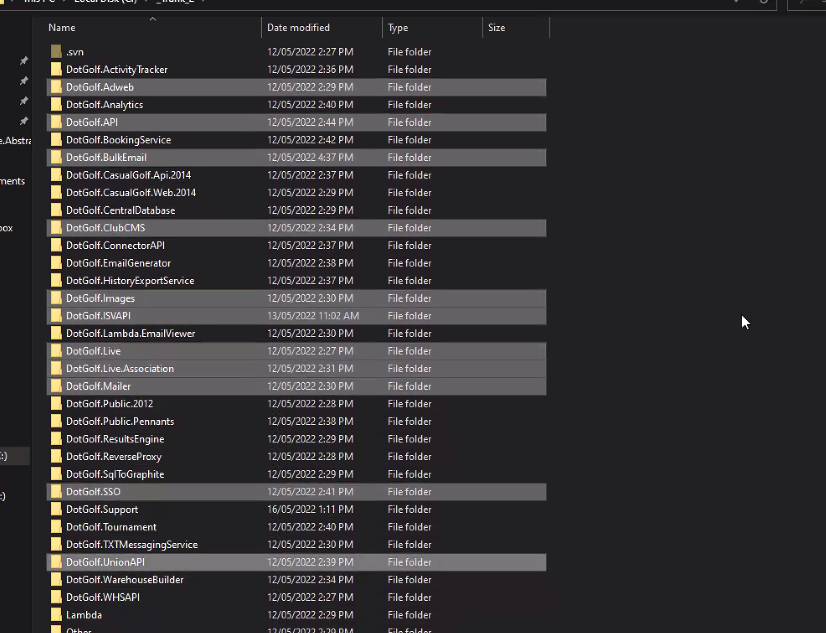 Name Date modified Type Size
.svn 12/05/2022 2:27 PM File folder
DotGolf.ActivityTracker 12/05/2022 2:36 PM File folder
DotGolf.Adweb 12/05/2022 2:29 PM File folder
DotGolf.Analytics 12/05/2022 2:40 PM File folder
DotGolf.API 12/05/2022 2:44 PM File folder
DotGolf.BookingService 12/05/2022 2:42 PM File folder
e.Abstra
DotGolf.BulkEmail 12/05/2022 4:37 PM File folder
DotGolf.CasualGolf.Api.2014 12/05/2022 2:37 PM File folder
ments
DotGolf.CasualGolf.Web.2014 12/05/2022 2:29 PM File folder
DotGolf.CentralDatabase 12/05/2022 2:29 PM File folder
DotGolf.ClubCMS 12/05/2022 2:34 PM File folder
box
DotGolf.ConnectorAPI 12/05/2022 2:37 PM File folder
DotGolf.EmailGenerator 12/05/2022 2:38 PM File folder
DotGolf.HistoryExportService 12/05/2022 2:37 PM File folder
DotGolf.Images 12/05/2022 2:30 PM File folder
DotGolf.ISVAPI 13/05/2022 11:02 AM File folder
DotGolf.Lambda.EmailViewer 12/05/2022 2:30 PM File folder
DotGolf.Live 12/05/2022 2:27 PM File folder
DotGolf.Live.Association 12/05/2022 2:31 PM File folder
DotGolf.Mailer 12/05/2022 2:30 PM File folder
DotGolf.Public.2012 12/05/2022 2:28 PM File folder
DotGolf.Public.Pennants 12/05/2022 2:38 PM File folder
DotGolf.ResultsEngine 12/05/2022 2:29 PM File folder
DotGolf.ReverseProxy 12/05/2022 2:28 PM File folder
:)
DotGolf.SqlToGraphite 12/05/2022 2:29 PM File folder
DotGolf.SSO 12/05/2022 2:41 PM File folder
:)
DotGolf.Support 16/05/2022 1:11 PM File folder
DotGolf.Tournament 12/05/2022 2:40 PM File folder
DotGolf.TXTMessagingService 12/05/2022 2:30 PM File folder
DotGolf.UnionAPI 12/05/2022 2:39 PM File folder
DotGolf.WarehouseBuilder 12/05/2022 2:34 PM File folder
DotGolf.WHSAPI 12/05/2022 2:27 PM File folder
Lambda 12/05/2022 2:29 PM File folder
Other 12/05/2022 2:29 PM File folder